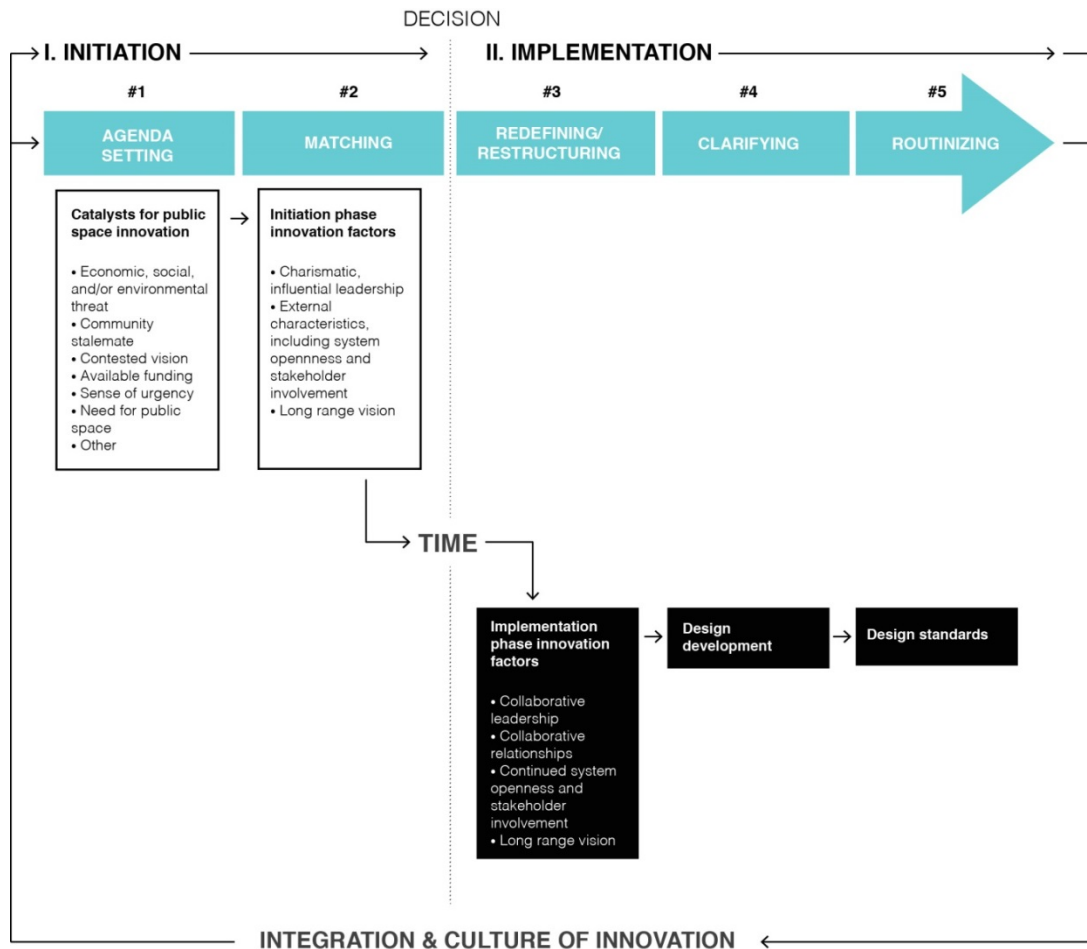 DECISION
I. INITIATION
II. IMPLEMENTATION
#1
#2
#3
#4
#5
AGENDA
SETTING
MATCHING
REDEFINING/
RESTRUCTURING
CLARIFYING
ROUTINIZING
Catalysts for public
space innovation
• Economic, social,
and/or environmental
threat
• Community
stalemate
• Contested vision
• Available funding
• Sense of urgency
• Need for public
space
• Other
Initiation phase
innovation factors
• Charismatic,
influential leadership
• External
characteristics,
including system
opennness and
stakeholder
involvement
• Long range vision
TIME
Implementation
phase innovation
factors
• Collaborative
leadership
• Collaborative
relationships
• Continued system
openness and
stakeholder
involvement
• Long range vision
Design
development
Design standards
INTEGRATION & CULTURE OF INNOVATION